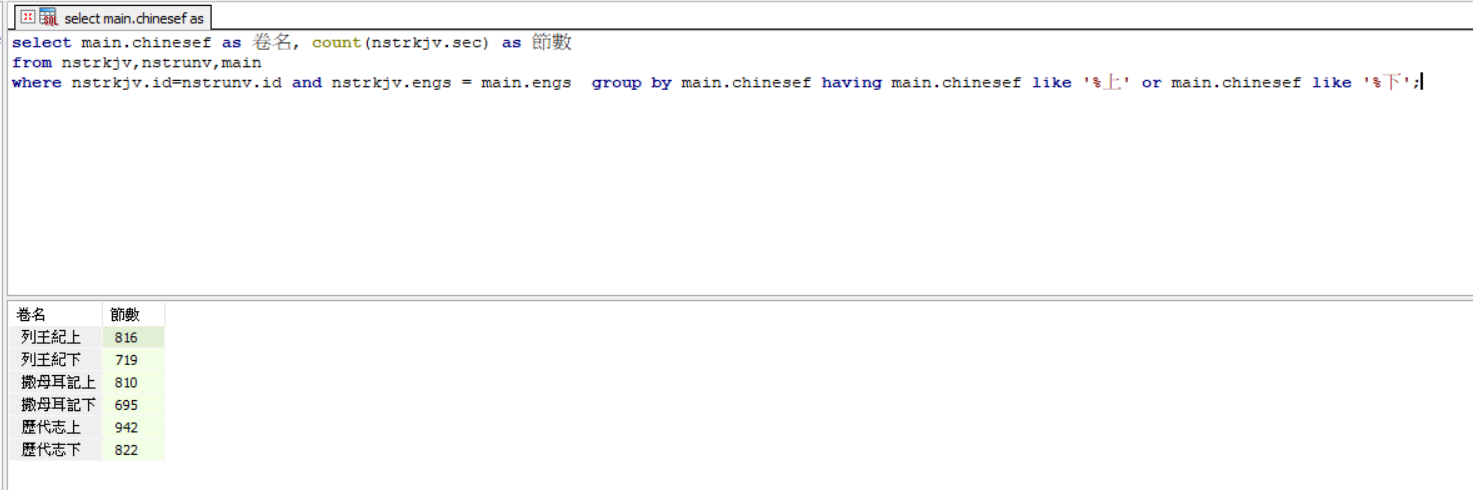 select main.chinesef as
select main.chinesef as 卷名, count(nstrkjv.sec) as 節數
from nstrkjv,nstrunv,main
where nstrkjv.id=nstrunv.id and nstrkjv.engs = main.engs  group by main.chinesef having main.chinesef like '%上' or main.chinesef like '%下';
卷名 節數
列王紀上 816
列王紀下 719
撒母耳記上 810
撒母耳記下 695
歷代志上 942
歷代志下 822